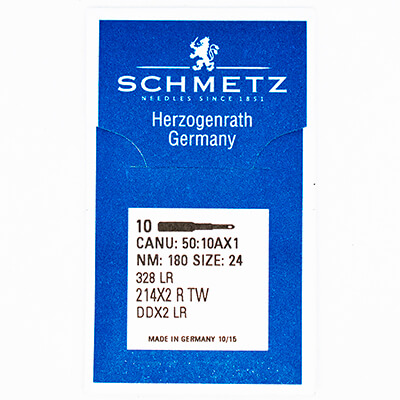 SCHMETZ
NEEDLES SINCE 1851
Herzogenrath
Germany
10
CANU: 50:10AX1
NM: 180 SIZE: 24
328 LR
214X2 R TW
DDX2 LR
MADE IN GERMANY 10/15